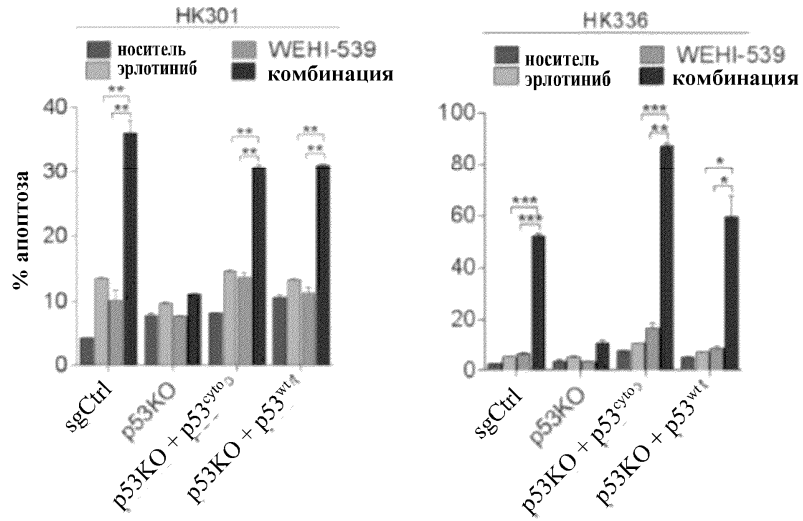 HK301
носитель
эрлотиниб
WEHI-539
комбинация
% апоптоза
40
30
20
10
0
**
**
**
**
**
**
sgCtrl
p53KO
p53KO + p53cyto
p53KO + p53wt
HK336
носитель
эрлотиниб
WEHI-539
комбинация
100
80
60
40
20
0
***
***
***
**
*
*
sgCtrl
p53KO
p53KO + p53cyto
p53KO + p53wt